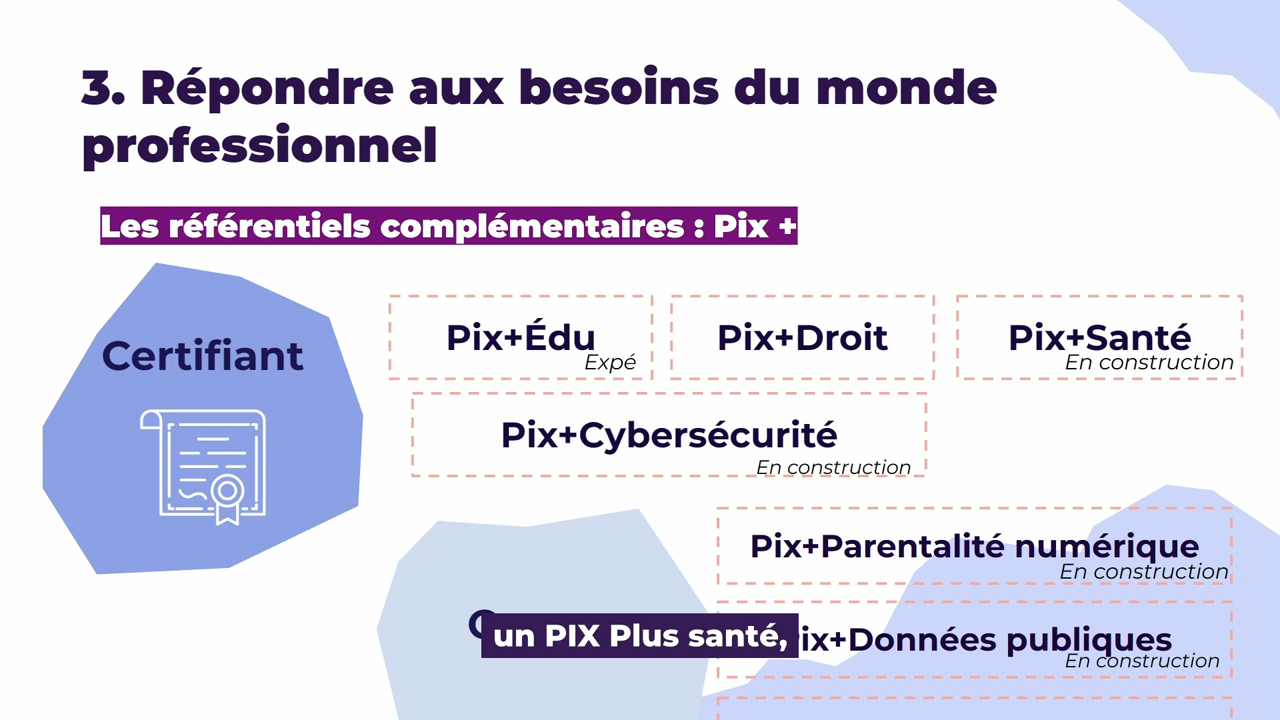 3. Répondre aux besoins du monde
professionnel
Les référentiels complémentaires : Pix +
Certifiant
Pix+Édu
Expé
Pix+Droit
Pix+Santé
En construction
Pix+Cybersécurité
En construction
Pix+Parentalité numérique
En construction
Pix+Données publiques
En construction
un PIX Plus santé,